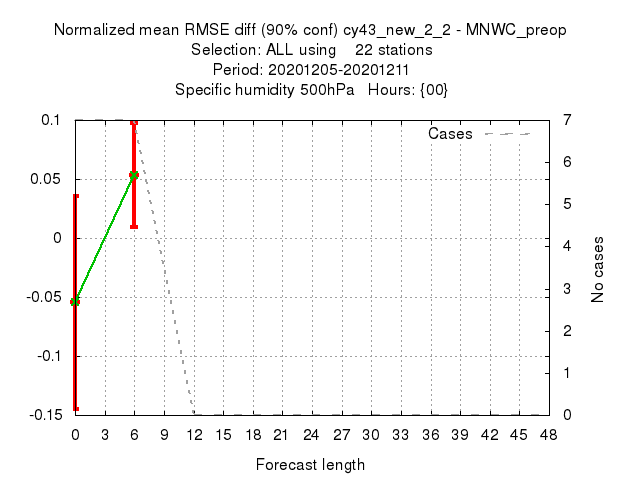 Normalized mean RMSE diff (90% conf) cy43_new_2_2 - MNWC_preop
Selection: ALL using 22 stations
Period: 20201205-20201211
Specific humidity 500hPa Hours: {00}
Cases
0.1
0.05
0
-0.05
-0.1
-0.15
7
6
5
4
3
2
1
0
No cases
0 3 6 9 12 15 18 21 24 27 30 33 36 39 42 45 48
Forecast length